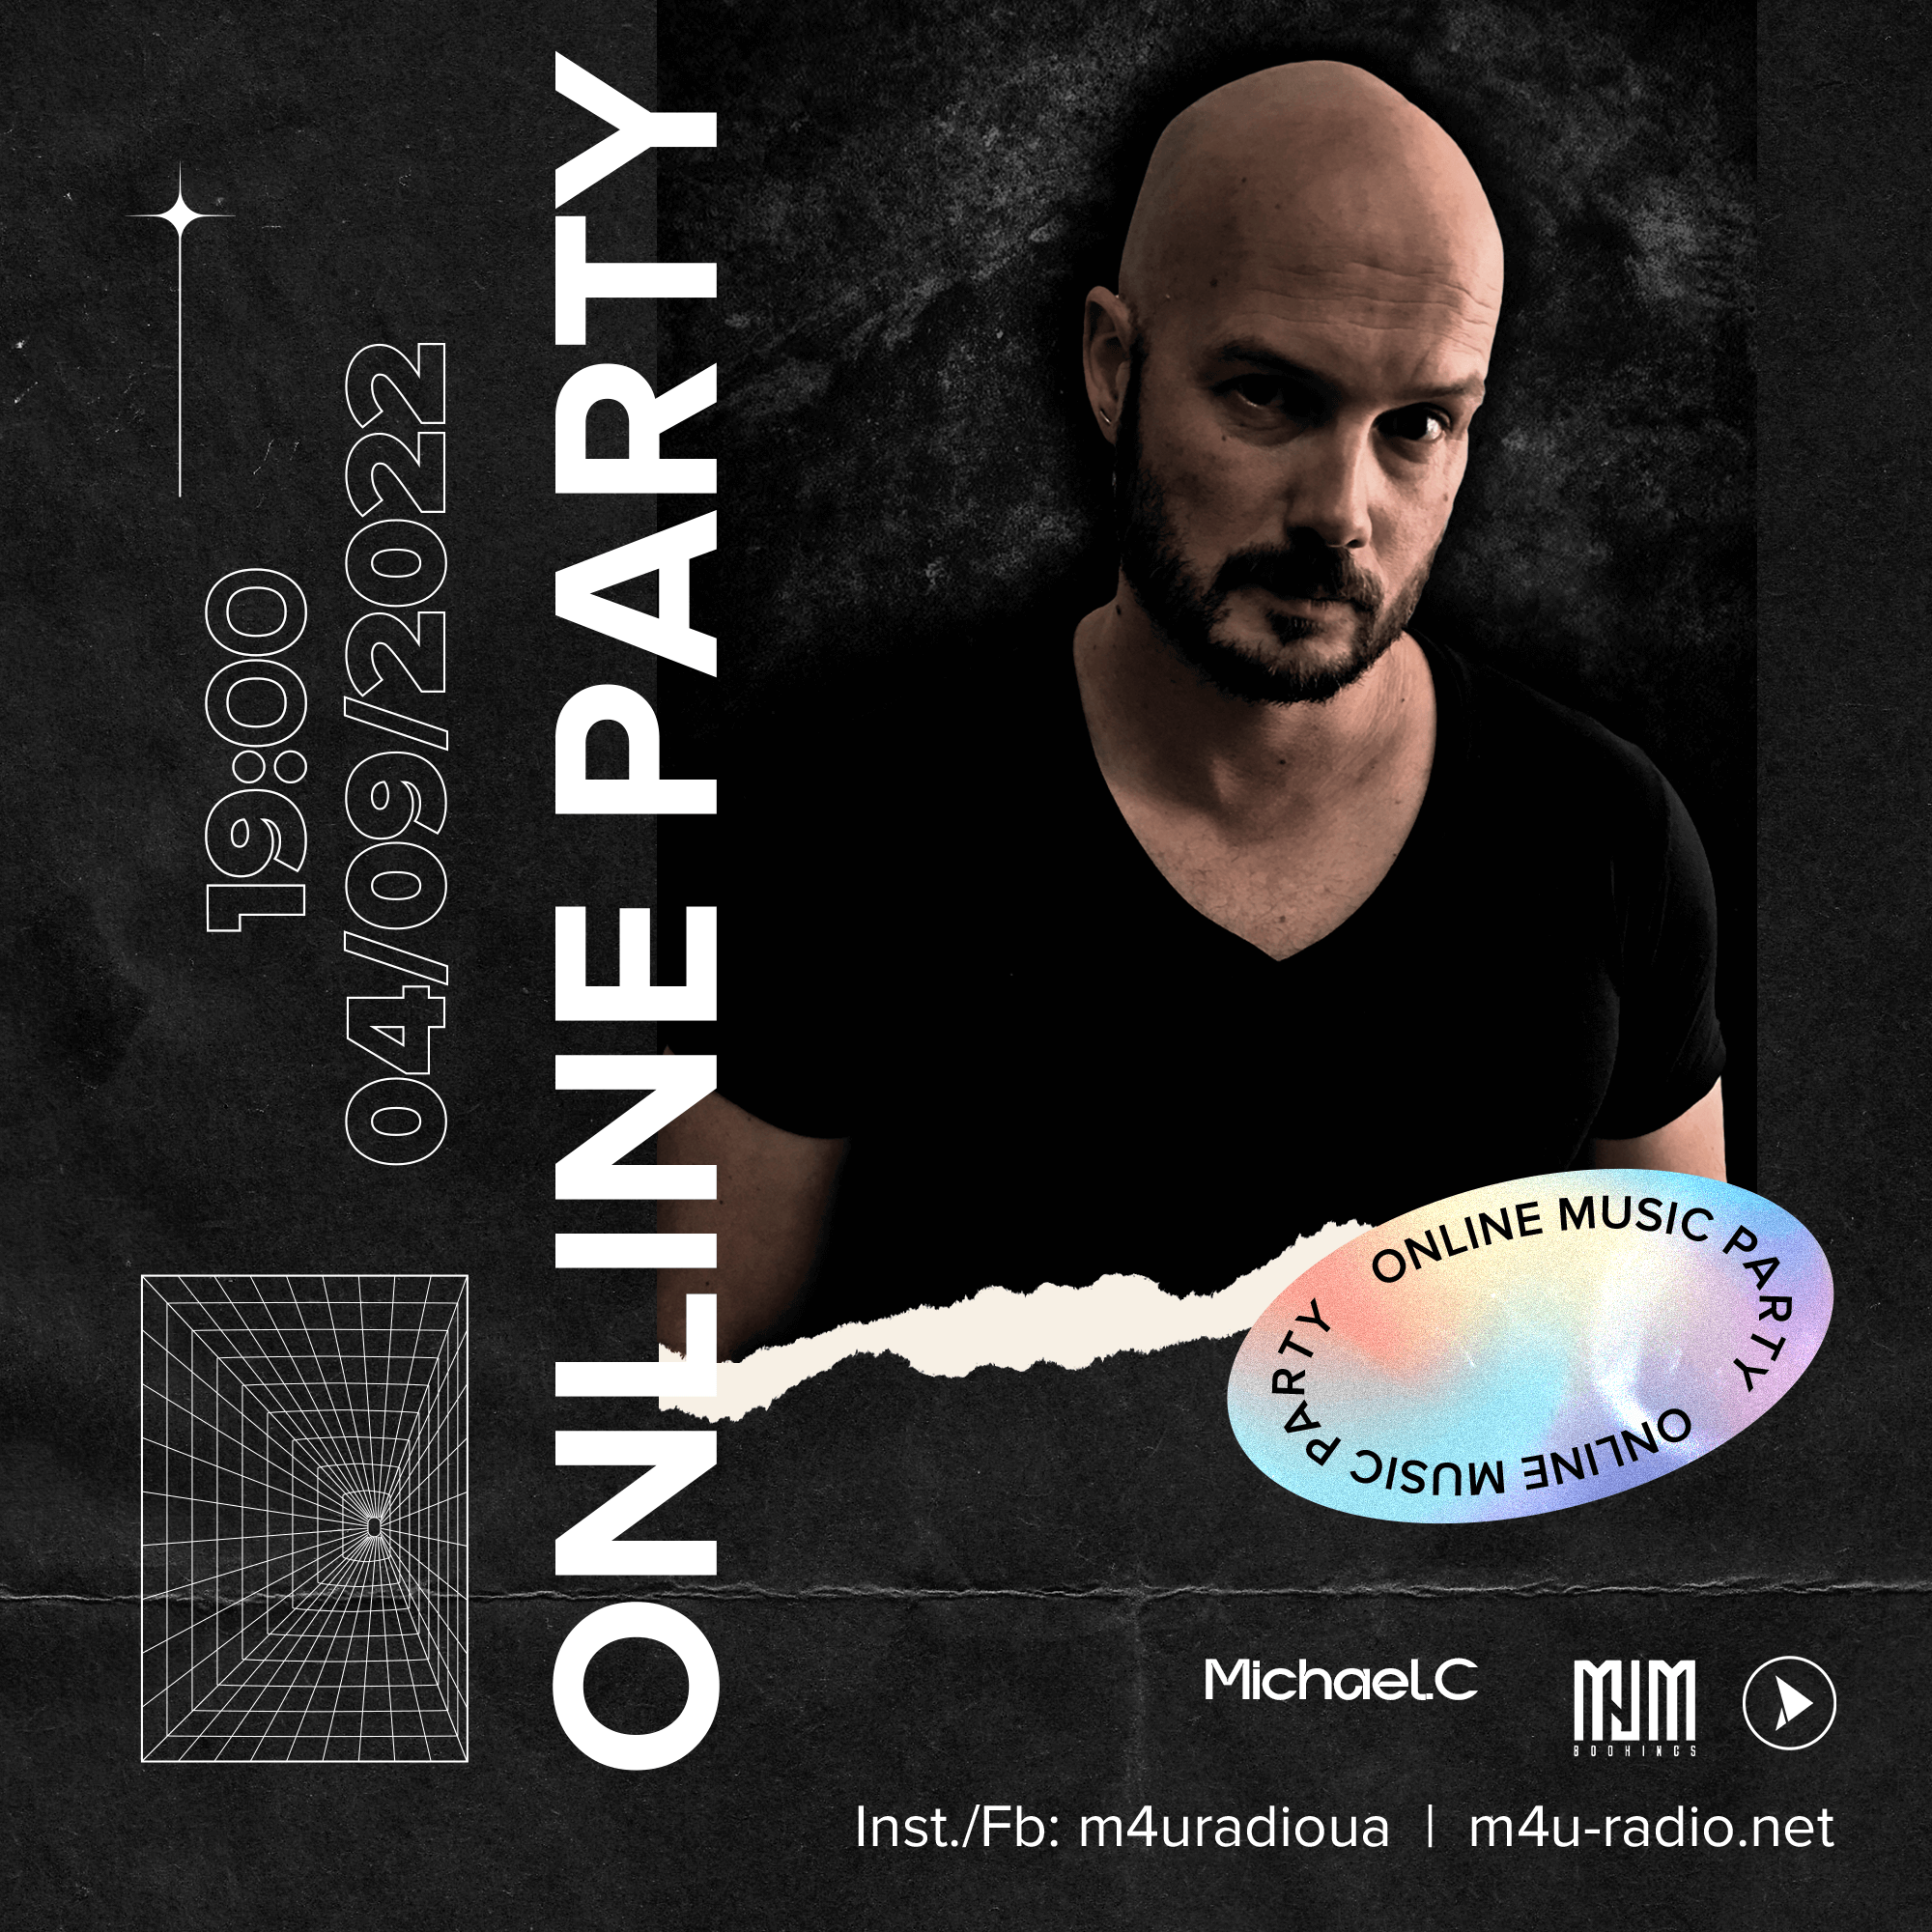 19:00
04/09/2022
ONLINE PARTY
ONLINE MUSIC PARTY
ONLINE MUSIC PARTY
Michael.C
MJM
BOOKINGS
Inst./Fb: m4uradioua | m4u-radio.net